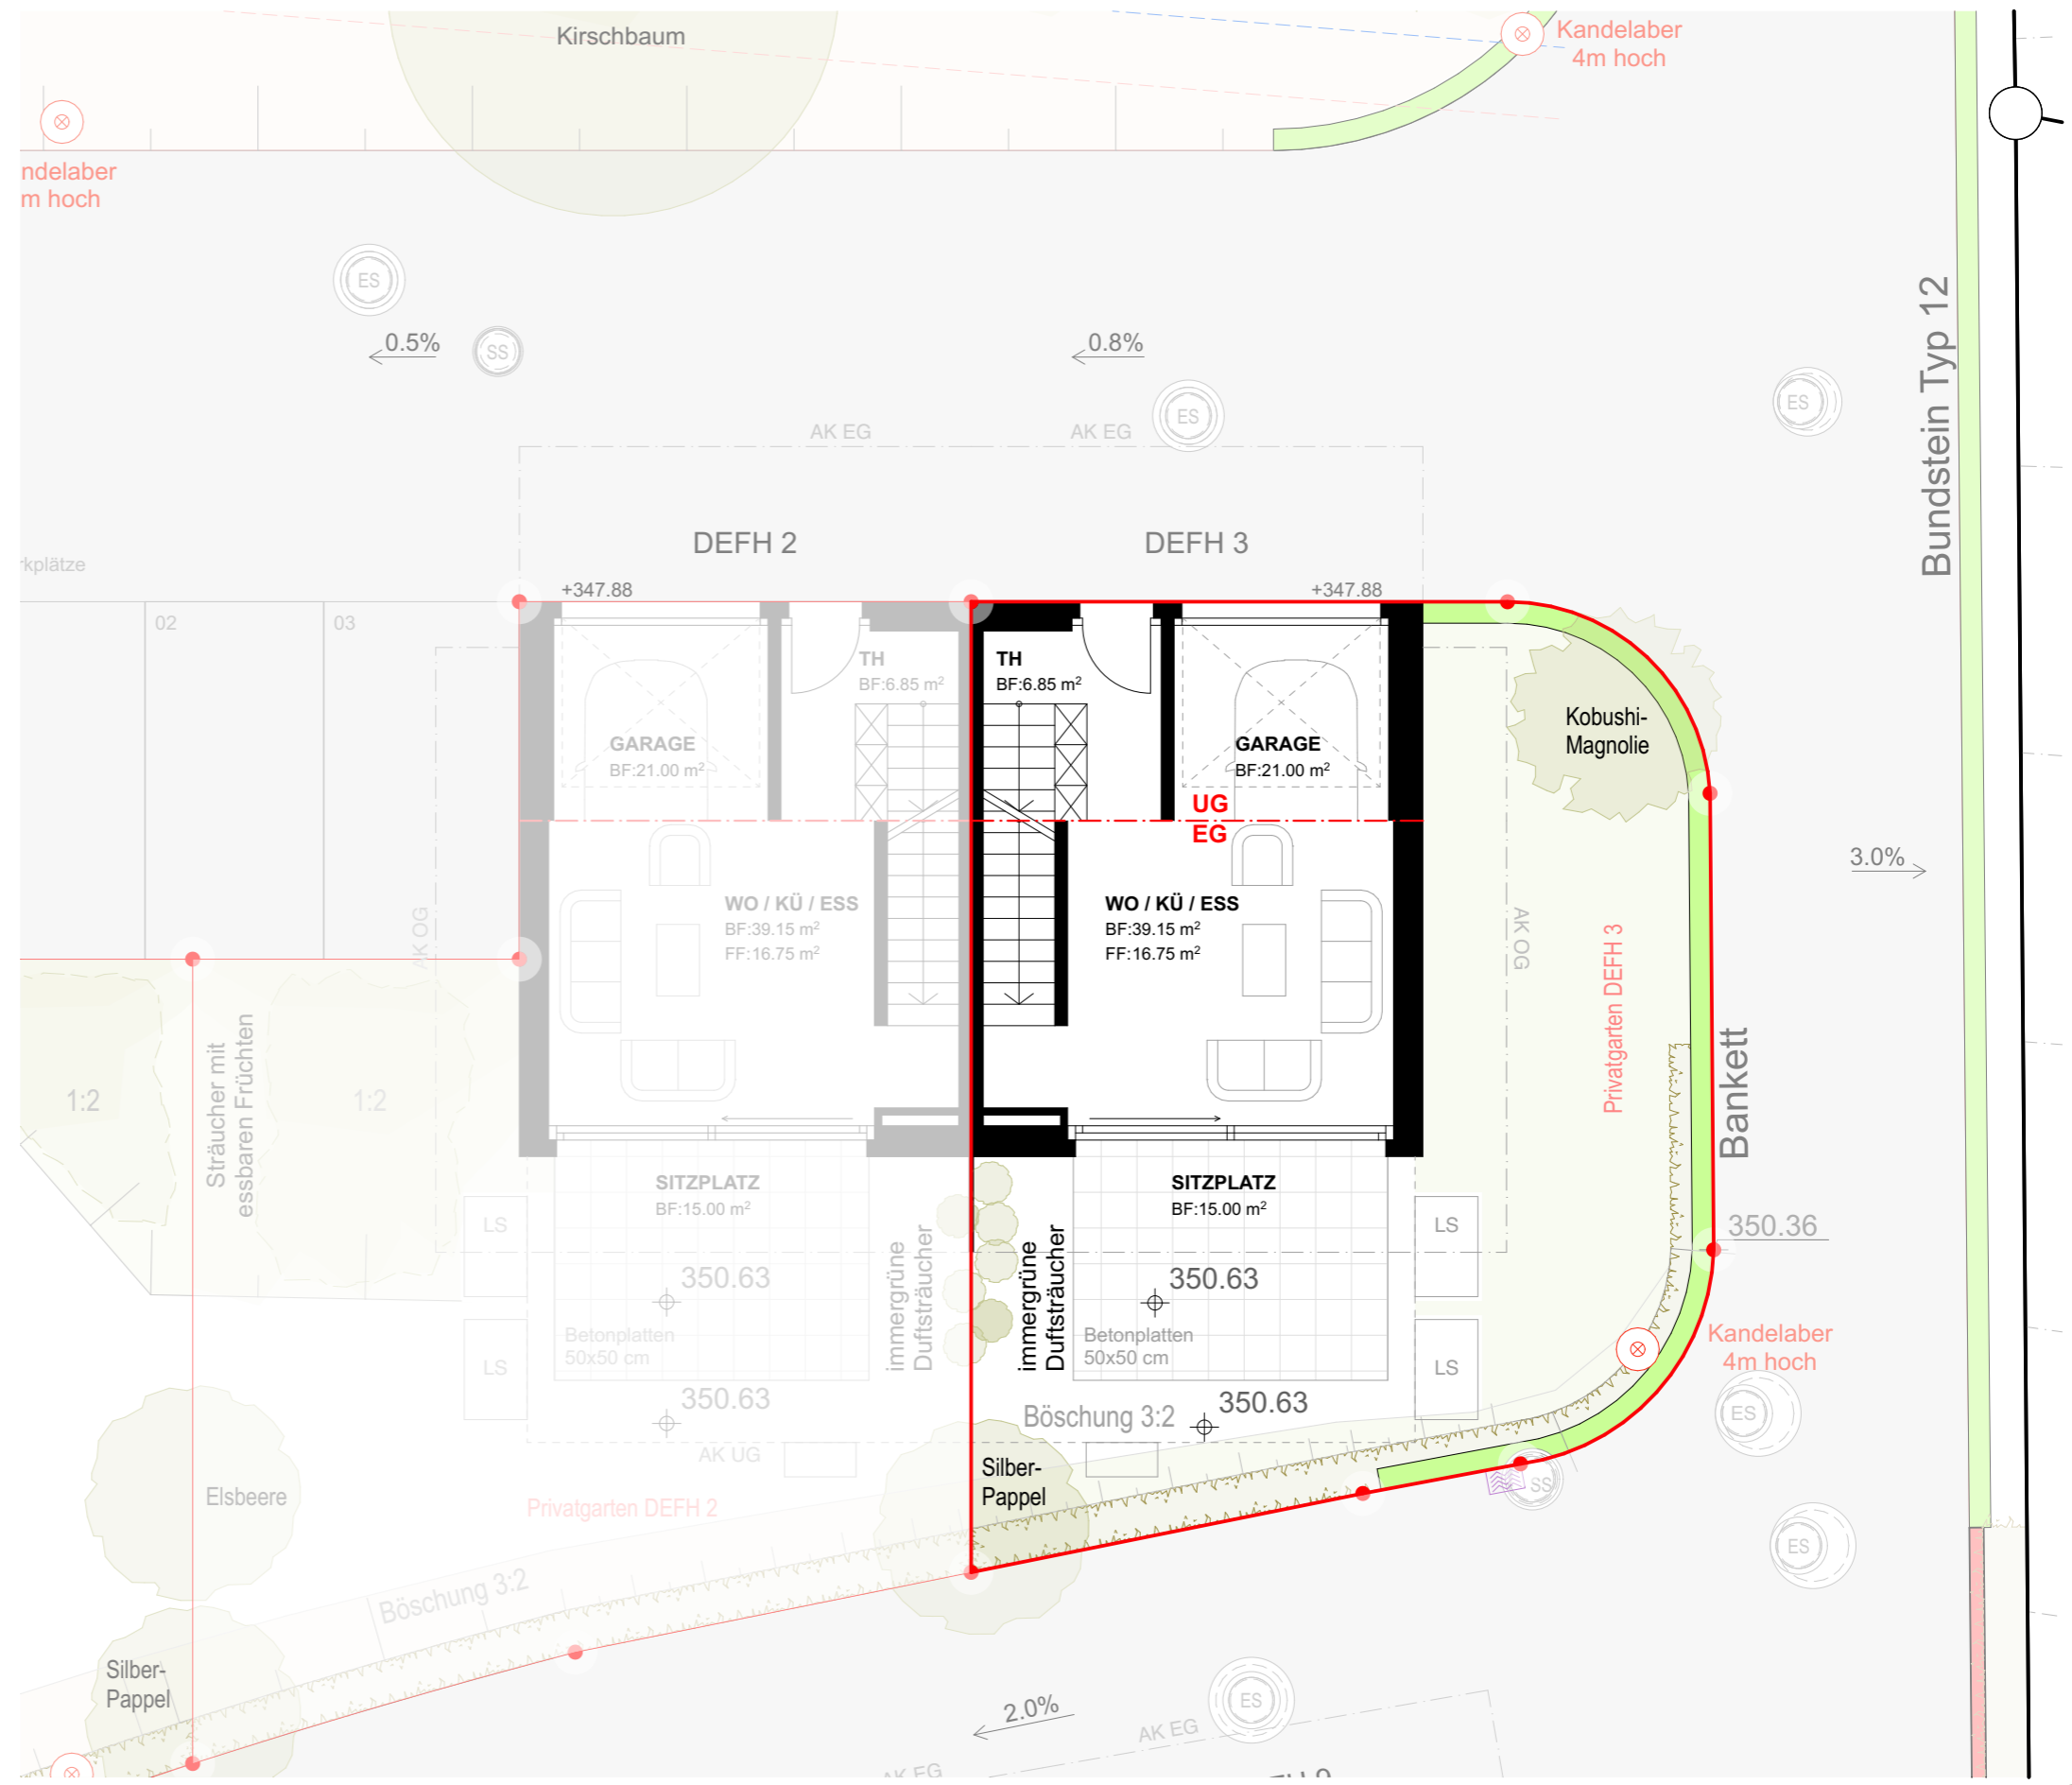 Kirschbaum
Kandelaber
4m hoch
ndelaber
m hoch
ES
0.5%
SS
0.8%
ES
ES
Bundstein Typ 12
AK EG
AK EG
DEFH 2
DEFH 3
+347.88
+347.88
rkplätze
02
03
TH
BF:6.85 m²
TH
BF:6.85 m²
GARAGE
BF:21.00 m²
GARAGE
BF:21.00 m²
Kobushi-
Magnolie
UG
EG
3.0%
WO / KÜ / ESS
BF:39.15 m²
FF:16.75 m²
WO / KÜ / ESS
BF:39.15 m²
FF:16.75 m²
AK OG
AK OG
Privatgarten DEFH 3
Bankett
1:2
Sträucher mit
essbaren Früchten
1:2
SITZPLATZ
BF:15.00 m²
SITZPLATZ
BF:15.00 m²
LS
LS
350.36
immergrüne
Duftsträucher
immergrüne
Duftsträucher
350.63
350.63
Betonplatten
50x50 cm
Betonplatten
50x50 cm
Kandelaber
4m hoch
LS
LS
350.63
350.63
Böschung 3:2
ES
AK UG
Silber-
Pappel
SS
Elsbeere
Privatgarten DEFH 2
ES
Böschung 3:2
Silber-
Pappel
2.0%
ES
AK EG
AK EG